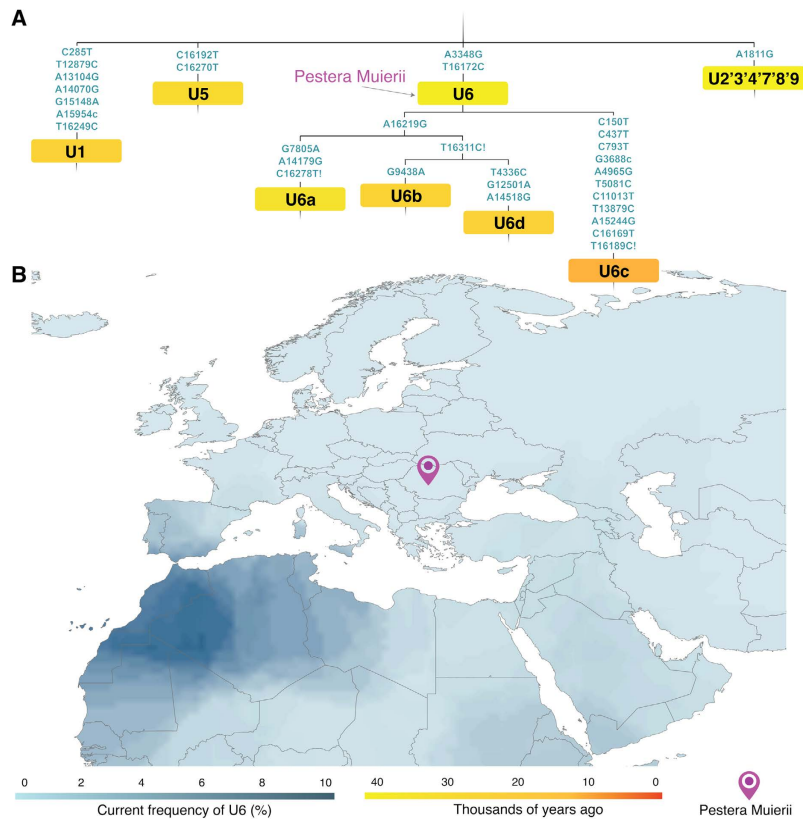 A
C285T
T12879C
A13104G
A14070G
G15148A
A15954c
T16249C
U1
C16192T
C16270T
U5
Pestera Muierii
A3348G
T16172C
U6
A1811G
U2'3'4'7'8'9
A16219G
G7805A
A14179G
C16278T!
U6a
T16311C!
G9438A
U6b
T4336C
G12501A
A14518G
U6d
C150T
C437T
C793T
G3688c
A4965G
T5081C
C11013T
T13879C
A15244G
C16169T
T16189C!
U6c
B
0 2 4 6 8 10
Current frequency of U6 (%)
40 30 20 10 0
Thousands of years ago
Pestera Muierii